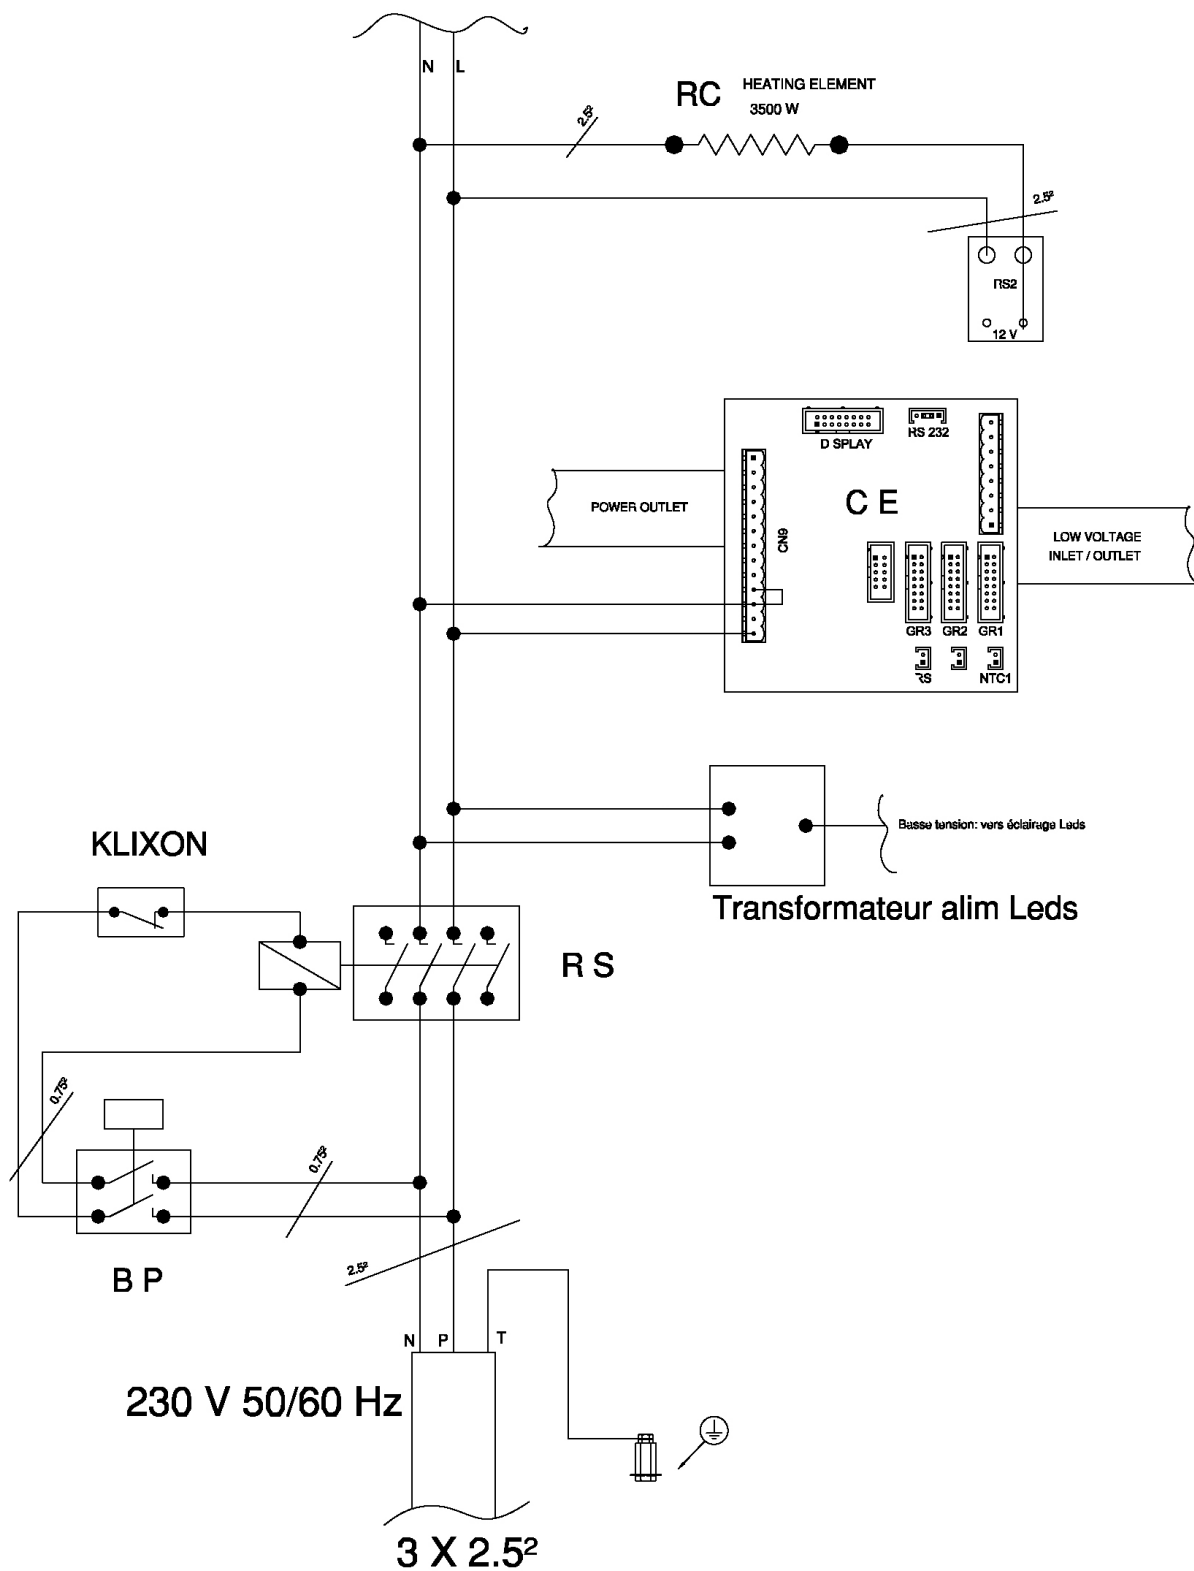 N L
RC
HEATING ELEMENT
3500 W
2.5²
2.5²
RS2
12 V
D SPLAY
RS 232
C E
POWER OUTLET
CN9
LOW VOLTAGE
INLET / OUTLET
GR3 GR2 GR1
RS NTC1
Basse tension: vers éclairage Leds
Transformateur alim Leds
KLIXON
R S
0.75²
0.75²
B P
2.5²
N P T
230 V 50/60 Hz
3 X 2.5²